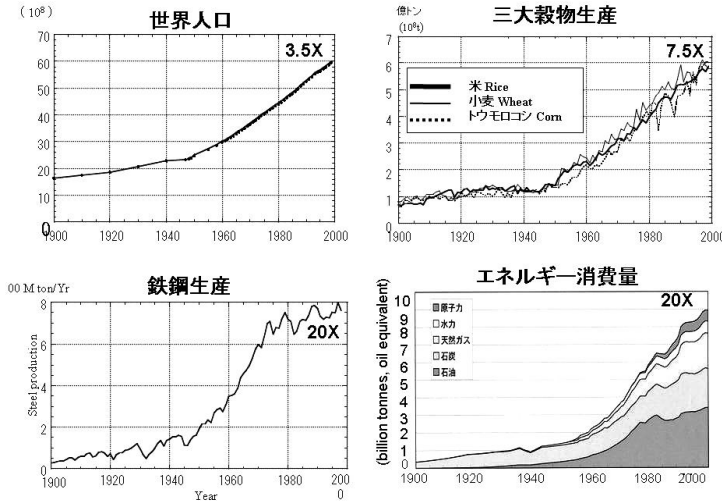 世界人口
( 10⁸ )
70
60
50
40
30
20
10
0
3.5X
1900 1920 1940 1960 1980 2000
三大穀物生産
億トン
(10⁸t)
7
6
5
4
3
2
1
0
7.5X
米 Rice
小麦 Wheat
トウモロコシ Corn
1900 1920 1940 1960 1980 2000
鉄鋼生産
00 M ton/Yr
Steel production
8
6
4
2
0
20X
1900 1920 1940 1960 1980 200
Year 0
エネルギー消費量
(billion tonnes, oil equivalent)
10
9
8
7
6
5
4
3
2
1
0
20X
原子力
水力
天然ガス
石炭
石油
1900 1920 1940 1960 1980 2000